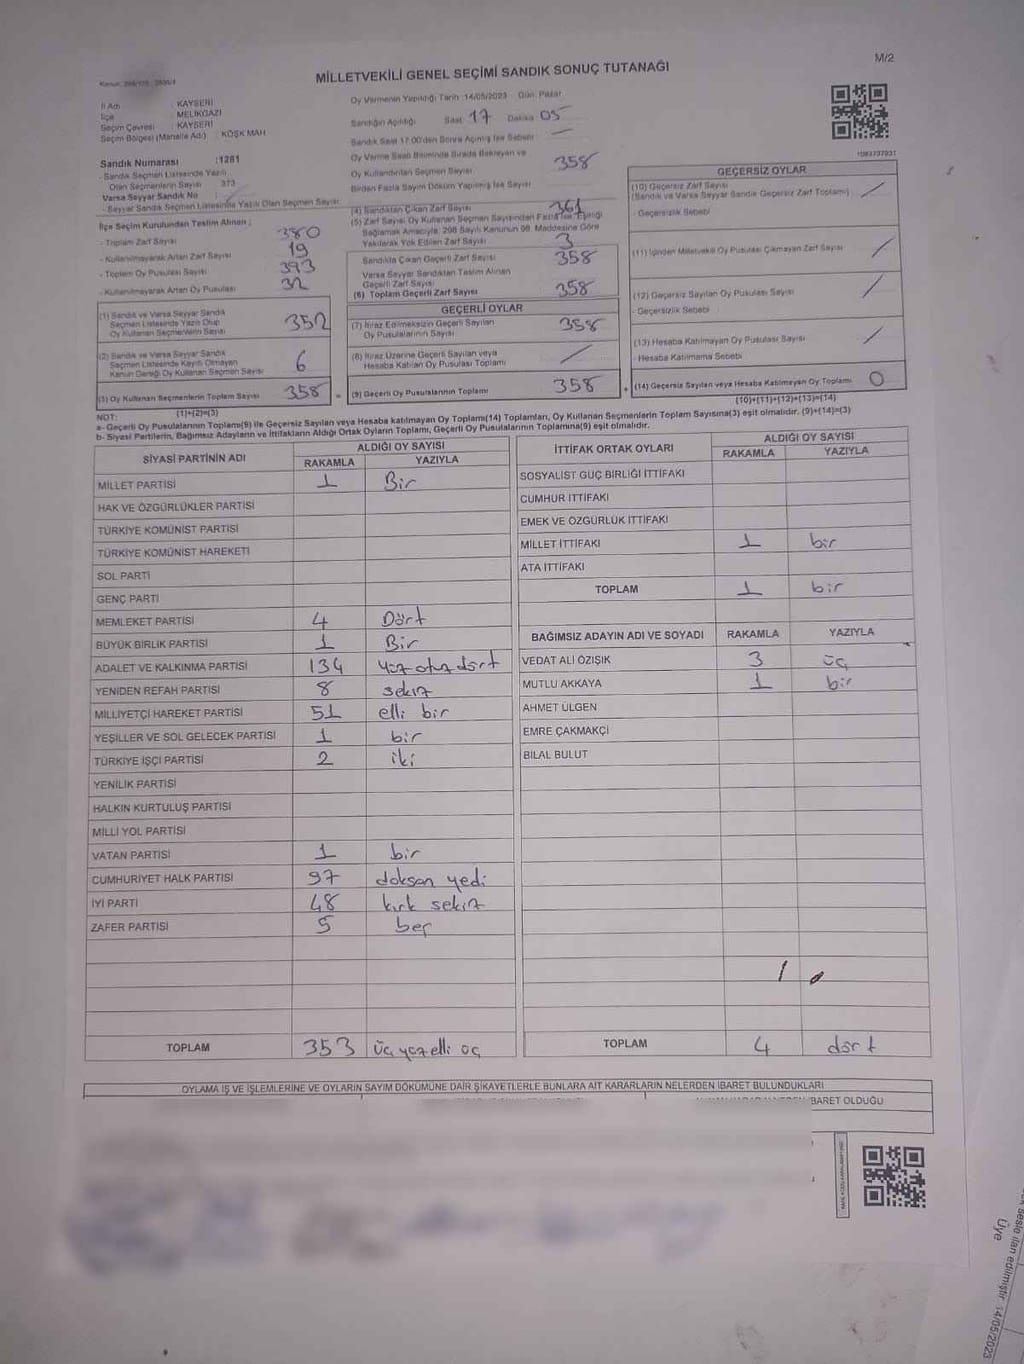 M/2
MİLLETVEKİLİ GENEL SEÇİMİ SANDIK SONUÇ TUTANAĞI
İl Adı : KAYSERİ
İlçe : MELİKGAZİ
Seçim Çevresi : KAYSERİ
Seçim Bölgesi (Mahalle Adı) : KÖŞK MAH
Sandık Numarası : 1261
- Sandık Seçmen Listesinde Yazılı
Olan Seçmenlerin Sayısı 373
Varsa Seyyar Sandık No :
- Seyyar Sandık Seçmen Listesinde Yazılı Olan Seçmen Sayısı:
İlçe Seçim Kurulundan Teslim Alınan ;
- Toplam Zarf Sayısı 380
- Kullanılmayarak Artan Zarf Sayısı 19
- Toplam Oy Pusulası Sayısı 393
- Kullanılmayarak Artan Oy Pusulası 32
(1) Sandık ve Varsa Seyyar Sandık
Seçmen Listesinde Yazılı Olup
Oy Kullanan Seçmenlerin Sayısı 352
(2) Sandık ve Varsa Seyyar Sandık
Seçmen Listesinde Kayıtlı Olmayan
Kanun Gereği Oy Kullanan Seçmen Sayısı 6
(3) Oy Kullanan Seçmenlerin Toplam Sayısı 358
(1)+(2)=(3)
Oy Vermenin Yapıldığı Tarih :14/05/2023 Gün: Pazar
Sandığın Açıldığı Saat 17 Dakika 05
Sandık Saat 17:00'den Sonra Açılmış İse Sebebi :
Oy Verme Saati Bitiminde Sırada Bekleyen ve
Oy Kullandırılan Seçmen Sayısı 358
Birden Fazla Sayım Döküm Yapılmış İse Sayısı
(4) Sandıktan Çıkan Zarf Sayısı 361
(5) Zarf Sayısı Oy Kullanan Seçmen Sayısından Fazla İse, Eşitliği
Sağlamak Amacıyla; 298 Sayılı Kanunun 98. Maddesine Göre
Yakılarak Yok Edilen Zarf Sayısı 3
Sandıkta Çıkan Geçerli Zarf Sayısı 358
Varsa Seyyar Sandıktan Teslim Alınan
Geçerli Zarf Sayısı
(6) Toplam Geçerli Zarf Sayısı 358
GEÇERLİ OYLAR
(7) İtiraz Edilmeksizin Geçerli Sayılan
Oy Pusulalarının Sayısı 358
(8) İtiraz Üzerine Geçerli Sayılan veya
Hesaba Katılan Oy Pusulası Toplamı
= (9) Geçerli Oy Pusulalarının Toplamı 358
GEÇERSİZ OYLAR
(10) Geçersiz Zarf Sayısı
(Sandık ve Varsa Seyyar Sandık Geçersiz Zarf Toplamı)
- Geçersizlik Sebebi
(11) İçinden Milletvekili Oy Pusulası Çıkmayan Zarf Sayısı
(12) Geçersiz Sayılan Oy Pusulası Sayısı
- Geçersizlik Sebebi
(13) Hesaba Katılmayan Oy Pusulası Sayısı
- Hesaba Katılmama Sebebi
+ (14) Geçersiz Sayılan veya Hesaba Katılmayan Oy Toplamı 0
(10)+(11)+(12)+(13)=(14)
NOT:
a- Geçerli Oy Pusulalarının Toplamı(9) ile Geçersiz Sayılan veya Hesaba katılmayan Oy Toplamı(14) Toplamları, Oy Kullanan Seçmenlerin Toplam Sayısına(3) eşit olmalıdır. (9)+(14)=(3)
b- Siyasi Partilerin, Bağımsız Adayların ve İttifakların Aldığı Ortak Oyların Toplamı, Geçerli Oy Pusulalarının Toplamına(9) eşit olmalıdır.
SİYASİ PARTİNİN ADI ALDIĞI OY SAYISI
RAKAMLA YAZIYLA
MİLLET PARTİSİ 1 Bir
HAK VE ÖZGÜRLÜKLER PARTİSİ
TÜRKİYE KOMÜNİST PARTİSİ
TÜRKİYE KOMÜNİST HAREKETİ
SOL PARTİ
GENÇ PARTİ
MEMLEKET PARTİSİ 4 Dört
BÜYÜK BİRLİK PARTİSİ 1 Bir
ADALET VE KALKINMA PARTİSİ 134 Yüz otuz dört
YENİDEN REFAH PARTİSİ 8 sekiz
MİLLİYETÇİ HAREKET PARTİSİ 51 elli bir
YEŞİLLER VE SOL GELECEK PARTİSİ 1 bir
TÜRKİYE İŞÇİ PARTİSİ 2 iki
YENİLİK PARTİSİ
HALKIN KURTULUŞ PARTİSİ
MİLLİ YOL PARTİSİ
VATAN PARTİSİ 1 bir
CUMHURİYET HALK PARTİSİ 97 doksan yedi
İYİ PARTİ 48 kırk sekiz
ZAFER PARTİSİ 5 beş
TOPLAM 353 üç yüz elli üç
İTTİFAK ORTAK OYLARI ALDIĞI OY SAYISI
RAKAMLA YAZIYLA
SOSYALİST GÜÇ BİRLİĞİ İTTİFAKI
CUMHUR İTTİFAKI
EMEK VE ÖZGÜRLÜK İTTİFAKI
MİLLET İTTİFAKI 1 bir
ATA İTTİFAKI
TOPLAM 1 bir
BAĞIMSIZ ADAYIN ADI VE SOYADI RAKAMLA YAZIYLA
VEDAT ALİ ÖZIŞIK 3 üç
MUTLU AKKAYA 1 bir
AHMET ÜLGEN
EMRE ÇAKMAKÇİ
BİLAL BULUT
TOPLAM 4 dört
OYLAMA İŞ VE İŞLEMLERİNE VE OYLARIN SAYIM DÖKÜMÜNE DAİR ŞİKAYETLERLE BUNLARA AİT KARARLARIN NELERDEN İBARET BULUNDUKLARI
İBARET OLDUĞU
ilan edilmiştir. 14/05/2023
Üye